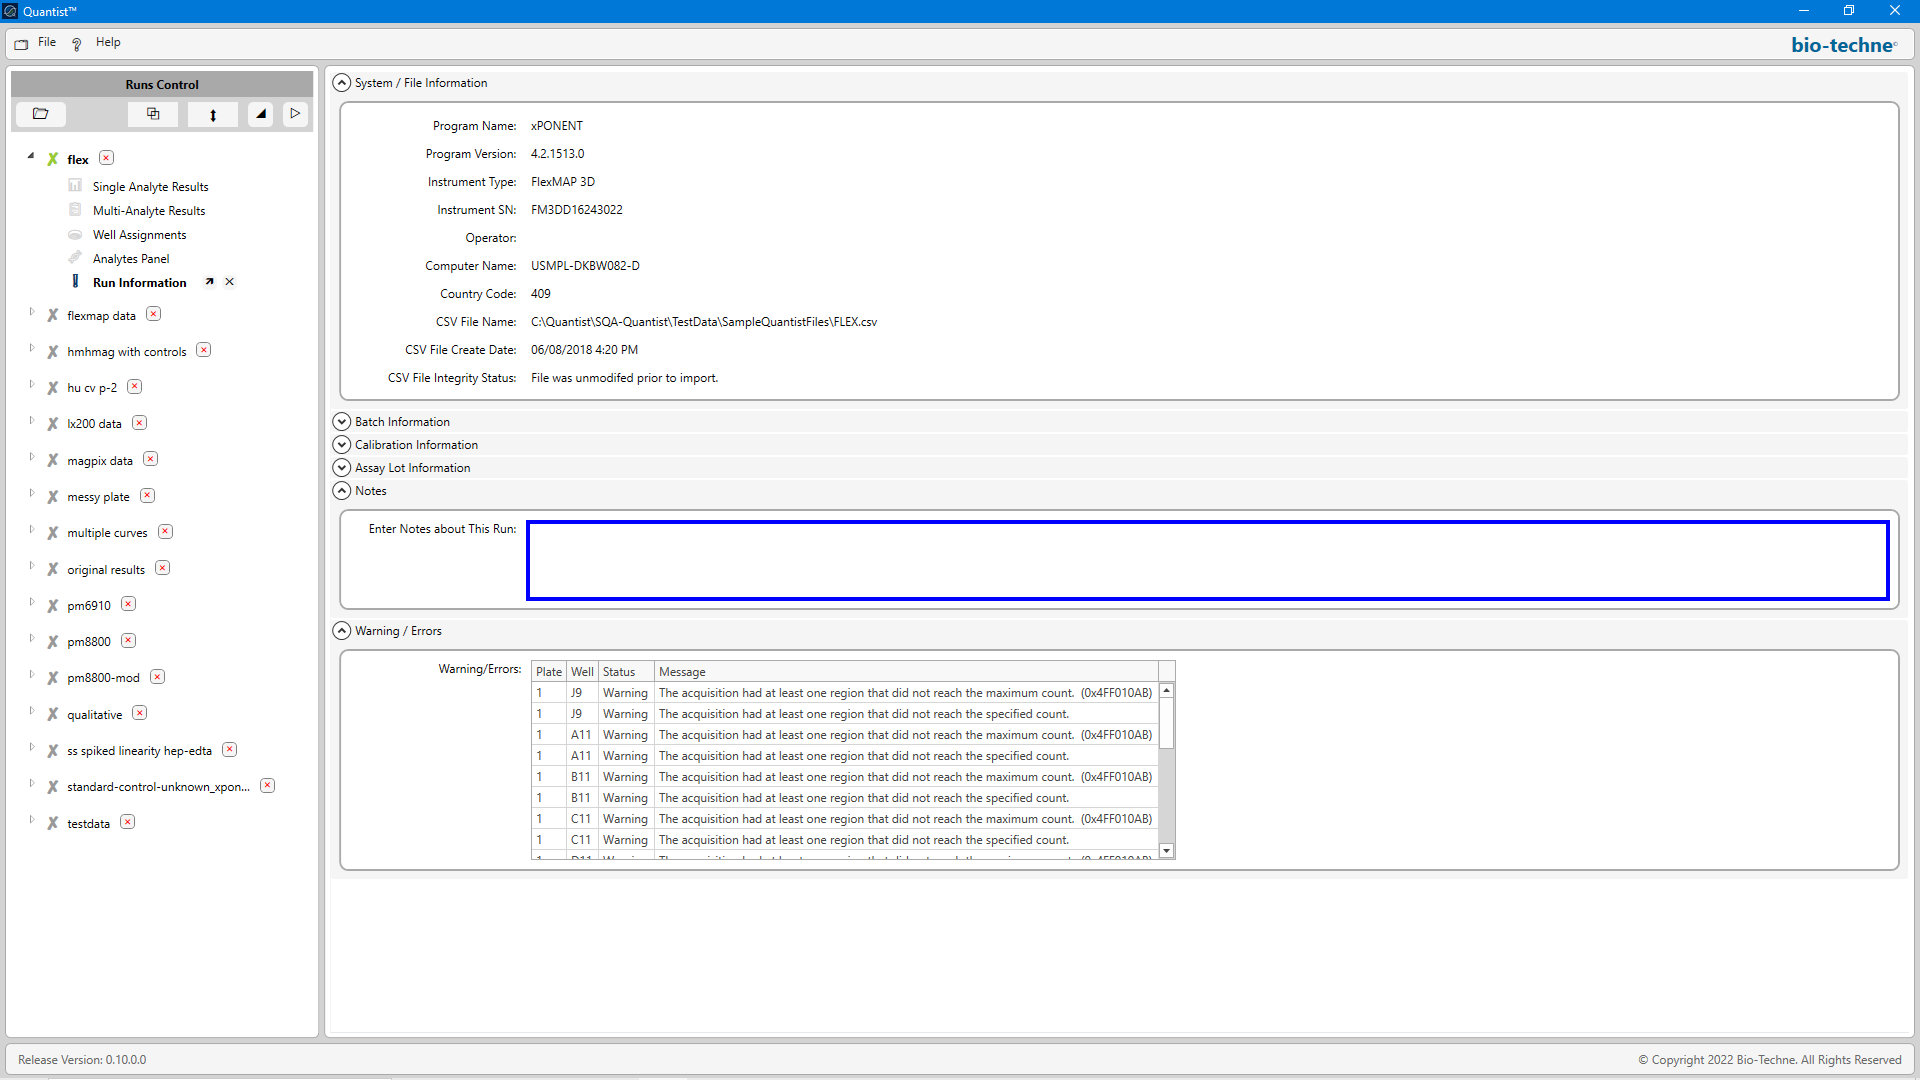 Quantist™
File Help
bio-techne
Runs Control
flex
Single Analyte Results
Multi-Analyte Results
Well Assignments
Analytes Panel
Run Information
flexmap data
hmhmag with controls
hu cv p-2
lx200 data
magpix data
messy plate
multiple curves
original results
pm6910
pm8800
pm8800-mod
qualitative
ss spiked linearity hep-edta
standard-control-unknown_xpon...
testdata
System / File Information
Program Name: xPONENT
Program Version: 4.2.1513.0
Instrument Type: FlexMAP 3D
Instrument SN: FM3DD16243022
Operator:
Computer Name: USMPL-DKBW082-D
Country Code: 409
CSV File Name: C:\Quantist\SQA-Quantist\TestData\SampleQuantistFiles\FLEX.csv
CSV File Create Date: 06/08/2018 4:20 PM
CSV File Integrity Status: File was unmodifed prior to import.
Batch Information
Calibration Information
Assay Lot Information
Notes
Enter Notes about This Run:
Warning / Errors
Warning/Errors:
Plate Well Status Message
1 J9 Warning The acquisition had at least one region that did not reach the maximum count. (0x4FF010AB)
1 J9 Warning The acquisition had at least one region that did not reach the specified count.
1 A11 Warning The acquisition had at least one region that did not reach the maximum count. (0x4FF010AB)
1 A11 Warning The acquisition had at least one region that did not reach the specified count.
1 B11 Warning The acquisition had at least one region that did not reach the maximum count. (0x4FF010AB)
1 B11 Warning The acquisition had at least one region that did not reach the specified count.
1 C11 Warning The acquisition had at least one region that did not reach the maximum count. (0x4FF010AB)
1 C11 Warning The acquisition had at least one region that did not reach the specified count.
Release Version: 0.10.0.0
© Copyright 2022 Bio-Techne. All Rights Reserved